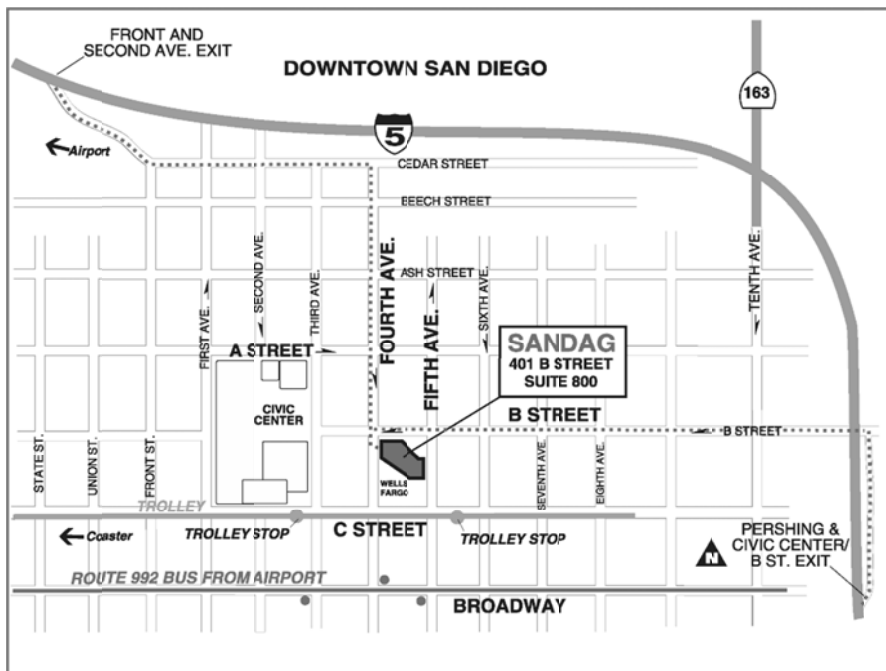 FRONT AND
SECOND AVE. EXIT
DOWNTOWN SAN DIEGO
163
5
Airport
CEDAR STREET
BEECH STREET
ASH STREET
FIRST AVE.
SECOND AVE.
THIRD AVE.
FOURTH AVE.
FIFTH AVE.
SIXTH AVE.
TENTH AVE.
A STREET
SANDAG
401 B STREET
SUITE 800
CIVIC
CENTER
B STREET
B STREET
STATE ST.
UNION ST.
FRONT ST.
WELLS
FARGO
SEVENTH AVE.
EIGHTH AVE.
TROLLEY
Coaster
TROLLEY STOP
C STREET
TROLLEY STOP
PERSHING &
CIVIC CENTER/
B ST. EXIT
N
ROUTE 992 BUS FROM AIRPORT
BROADWAY